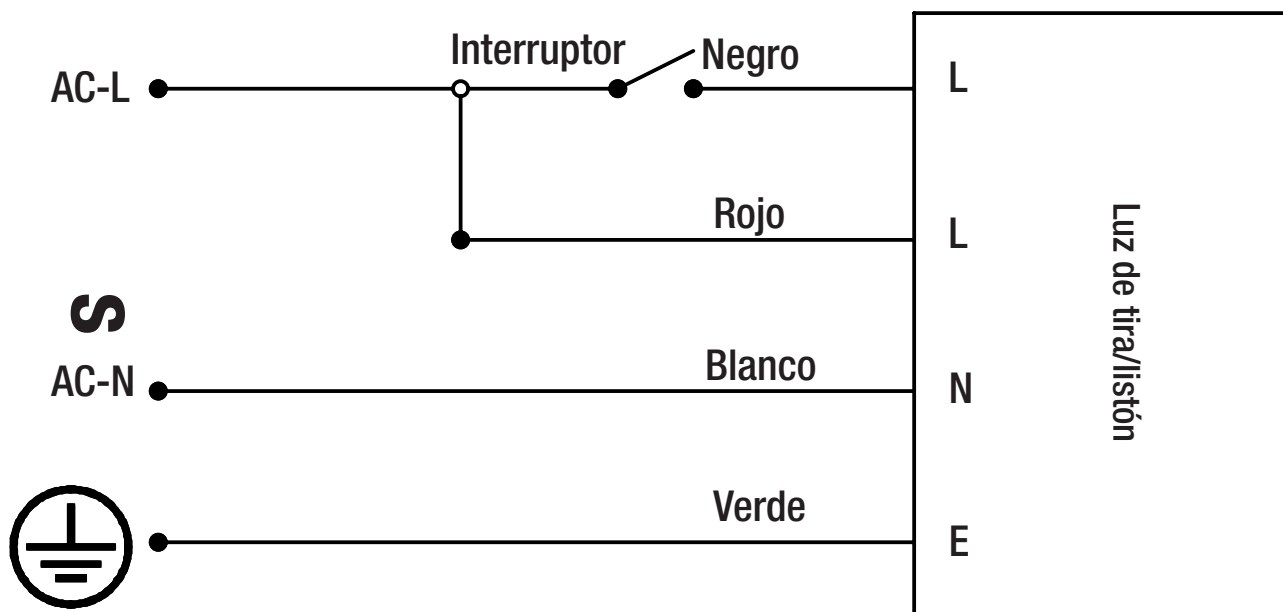 Interruptor
Negro
AC-L
L
Rojo
L
S
Blanco
AC-N
N
Verde
E
Luz de tira/listón